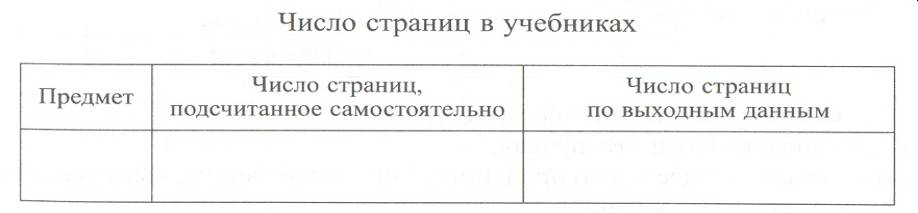 Число страниц в учебниках
Предмет
Число страниц,
подсчитанное самостоятельно
Число страниц
по выходным данным